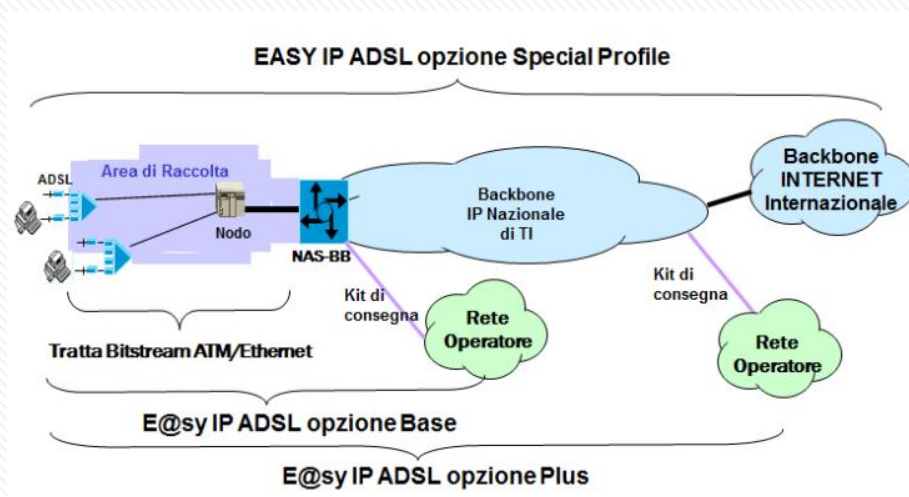 EASY IP ADSL opzione Special Profile
Area di Raccolta
ADSL
Nodo
NAS-BB
Backbone
IP Nazionale
di TI
Backbone
INTERNET
Internazionale
Kit di
consegna
Rete
Operatore
Kit di
consegna
Rete
Operatore
Tratta Bitstream ATM/Ethernet
E@sy IP ADSL opzione Base
E@sy IP ADSL opzione Plus